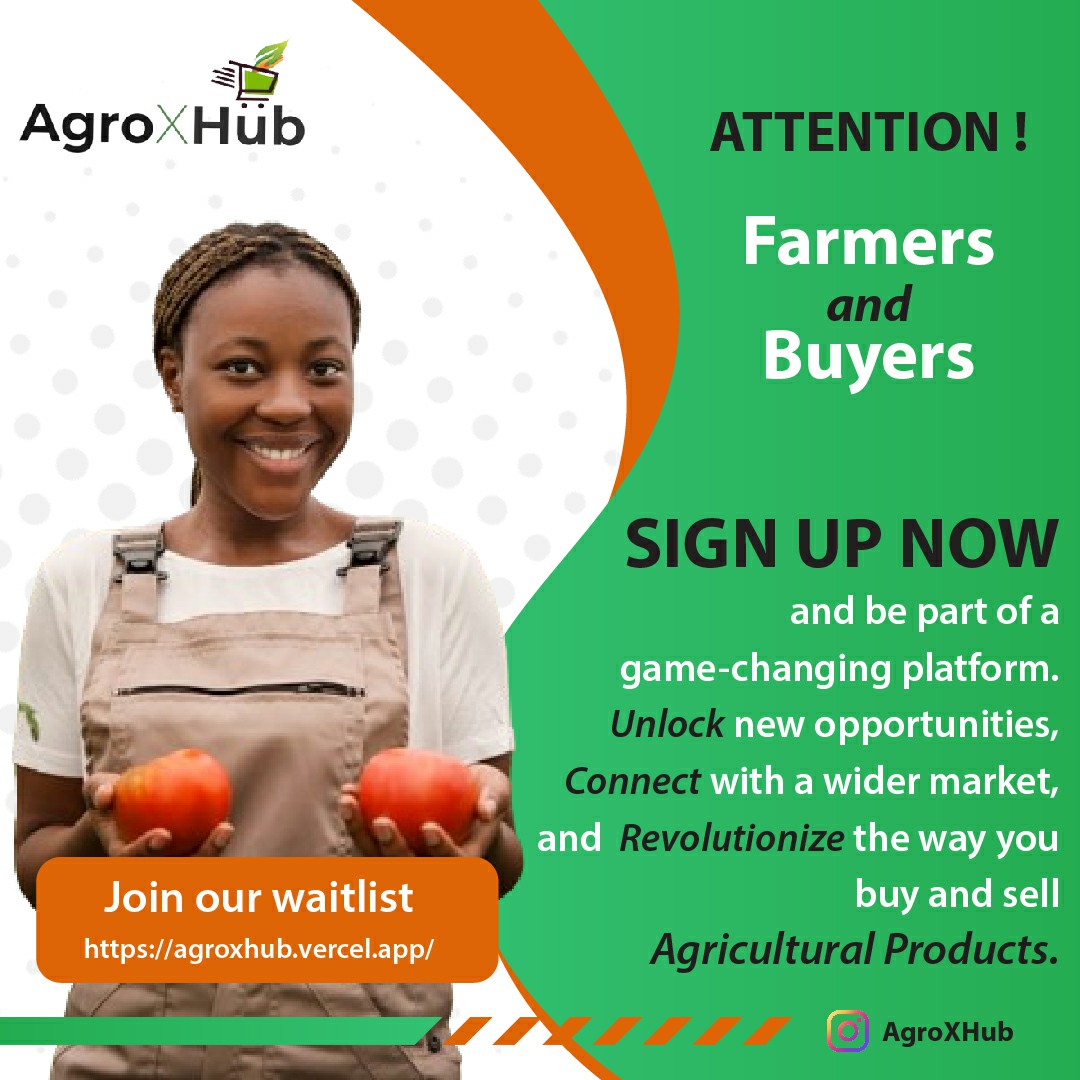 AgroXHub
ATTENTION !
Farmers
and
Buyers
SIGN UP NOW
and be part of a
game-changing platform.
Unlock new opportunities,
Connect with a wider market,
and Revolutionize the way you
buy and sell
Agricultural Products.
Join our waitlist
https://agroxhub.vercel.app/
AgroXHub